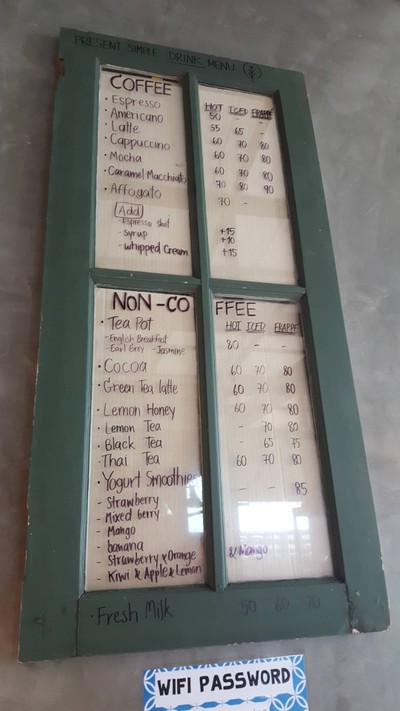 PRESENT SIMPLE DRINK MENU
COFFEE HOT ICED FRAPPE
· Espresso 50 - -
· Americano 55 65 -
· Latte 60 70 80
· Cappuccino 60 70 80
· Mocha 60 70 80
· Caramel Macchiato 70 80 90
· Affogato 70 -
Add
- Espresso shot +15
- syrup +10
- whipped cream +15
NON-COFFEE
HOT ICED FRAPPE
· Tea Pot 80 -
- English Breakfast
- Earl Grey - Jasmine
· Cocoa 60 70 80
· Green Tea latte 60 70 80
· Lemon Honey 60 70 80
· Lemon Tea - 70 80
· Black Tea - 65 75
· Thai Tea 60 70 80
· Yogurt Smoothies - - 85
- Strawberry
- Mixed berry
- Mango
- banana
- Strawberry & Orange & Mango
- Kiwi & Apple & Lemon
· Fresh Milk 50 60 70
WIFI PASSWORD